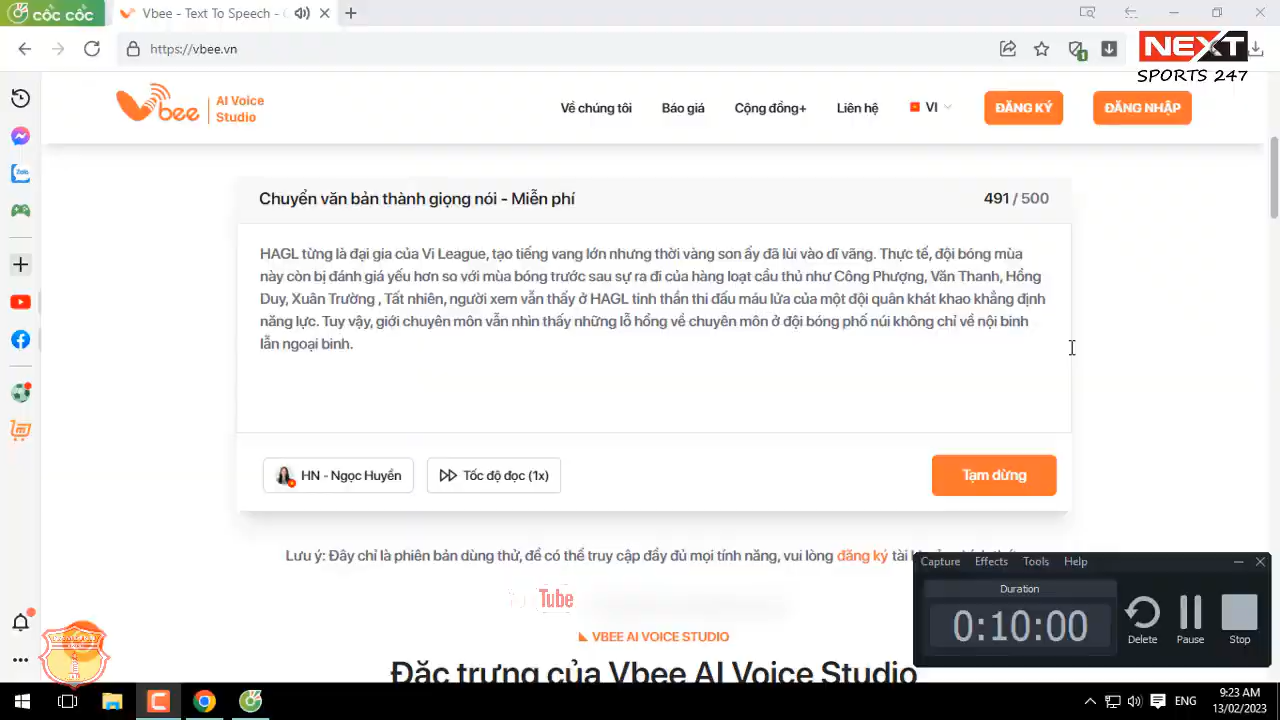 cốc cốc
Vbee - Text To Speech -
https://vbee.vn
NEXT
SPORTS 247
Vbee
AI Voice
Studio
Về chúng tôi
Báo giá
Cộng đồng+
Liên hệ
VI
ĐĂNG KÝ
ĐĂNG NHẬP
Chuyển văn bản thành giọng nói - Miễn phí
491 / 500
HAGL từng là đại gia của Vi League, tạo tiếng vang lớn nhưng thời vàng son ấy đã lùi vào dĩ vãng. Thực tế, đội bóng mùa
này còn bị đánh giá yếu hơn so với mùa bóng trước sau sự ra đi của hàng loạt cầu thủ như Công Phượng, Văn Thanh, Hồng
Duy, Xuân Trường , Tất nhiên, người xem vẫn thấy ở HAGL tinh thần thi đấu máu lửa của một đội quân khát khao khẳng định
năng lực. Tuy vậy, giới chuyên môn vẫn nhìn thấy những lỗ hổng về chuyên môn ở đội bóng phố núi không chỉ về nội binh
lẫn ngoại binh.
HN - Ngọc Huyền
Tốc độ đọc (1x)
Tạm dừng
Lưu ý: Đây chỉ là phiên bản dùng thử, để có thể truy cập đầy đủ mọi tính năng, vui lòng đăng ký tài
Tube
VBEE AI VOICE STUDIO
Đặc trưng của Vbee AI Voice Studio
Capture
Effects
Tools
Help
Duration
0:10:00
Delete
Pause
Stop
Zalo
1
ENG
9:23 AM
13/02/2023